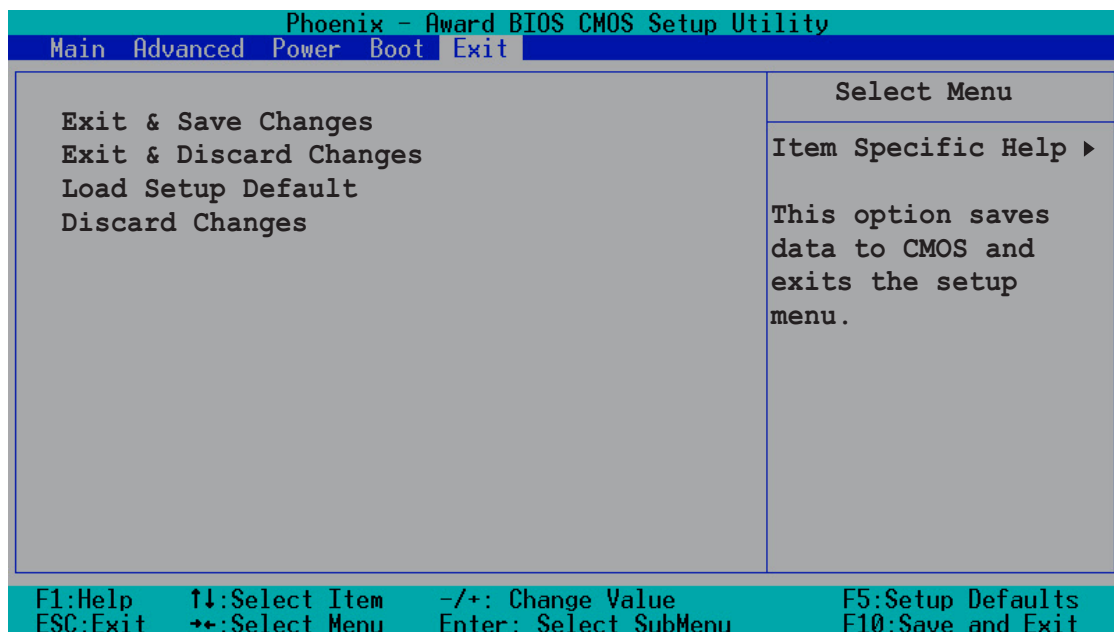 Phoenix - Award BIOS CMOS Setup Utility
Main Advanced Power Boot Exit
Exit & Save Changes
Exit & Discard Changes
Load Setup Default
Discard Changes
Select Menu
Item Specific Help ▸
This option saves
data to CMOS and
exits the setup
menu.
F1:Help ↑↓:Select Item -/+: Change Value F5:Setup Defaults
ESC:Exit →←:Select Menu Enter: Select SubMenu F10:Save and Exit